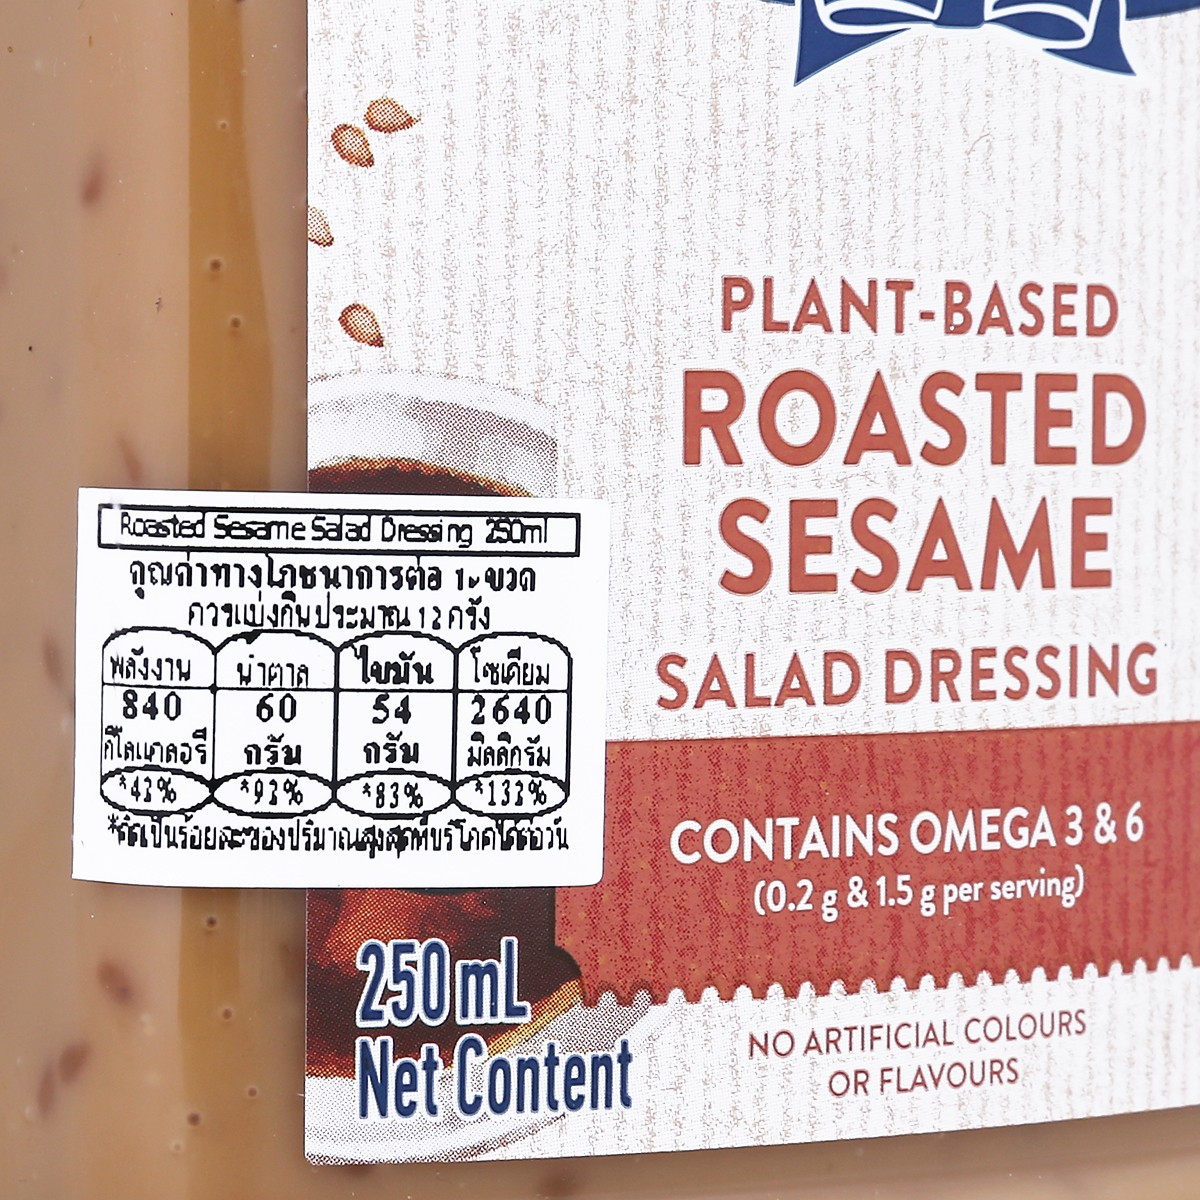 PLANT-BASED
ROASTED
SESAME
SALAD DRESSING
CONTAINS OMEGA 3 & 6
(0.2 g & 1.5 g per serving)
NO ARTIFICIAL COLOURS
OR FLAVOURS
250 mL
Net Content
Roasted Sesame Salad Dressing 250ml
คุณค่าทางโภชนาการต่อ 1 ขวด
ควรแบ่งกินประมาณ 12 ครั้ง
พลังงาน น้ำตาล ไขมัน โซเดียม
840 60 54 2640
กิโลแคลอรี กรัม กรัม มิลลิกรัม
*42% *92% *83% *132%
*คิดเป็นร้อยละของปริมาณสูงสุดที่บริโภคได้ต่อวัน